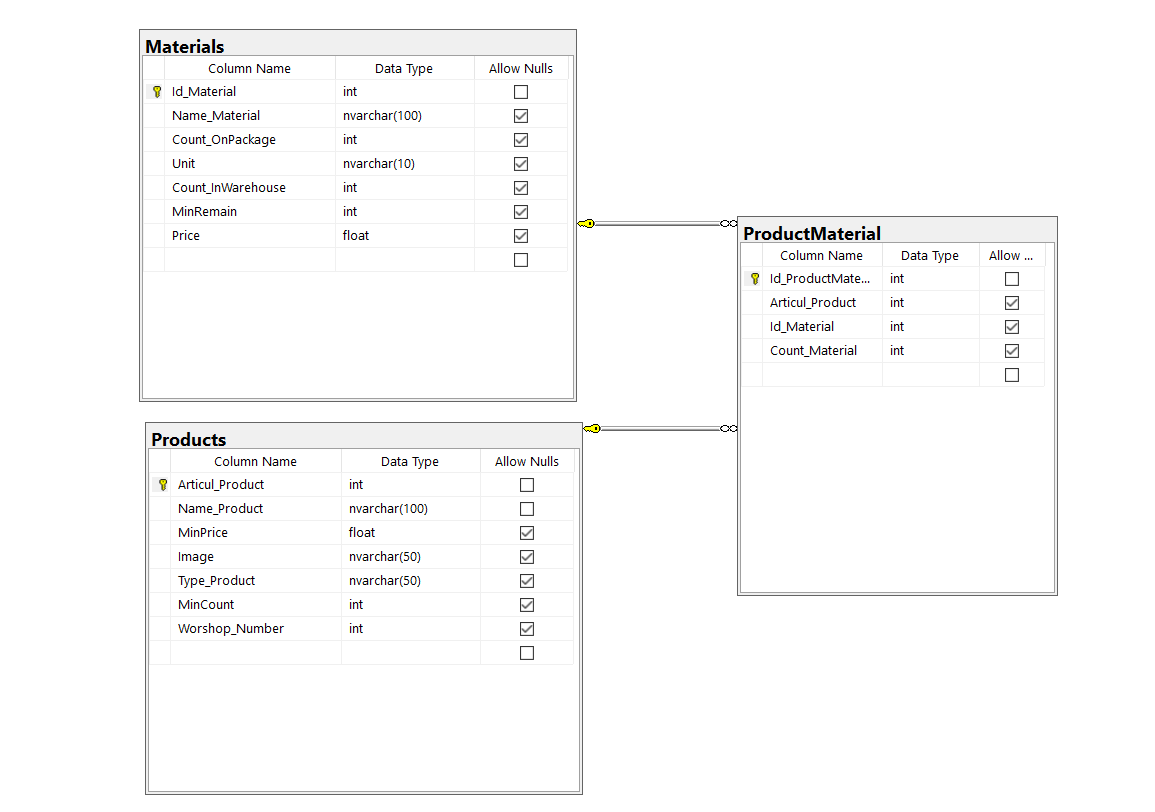 Materials
Column Name Data Type Allow Nulls
Id_Material int
Name_Material nvarchar(100)
Count_OnPackage int
Unit nvarchar(10)
Count_InWarehouse int
MinRemain int
Price float
ProductMaterial
Column Name Data Type Allow ...
Id_ProductMate... int
Articul_Product int
Id_Material int
Count_Material int
Products
Column Name Data Type Allow Nulls
Articul_Product int
Name_Product nvarchar(100)
MinPrice float
Image nvarchar(50)
Type_Product nvarchar(50)
MinCount int
Worshop_Number int